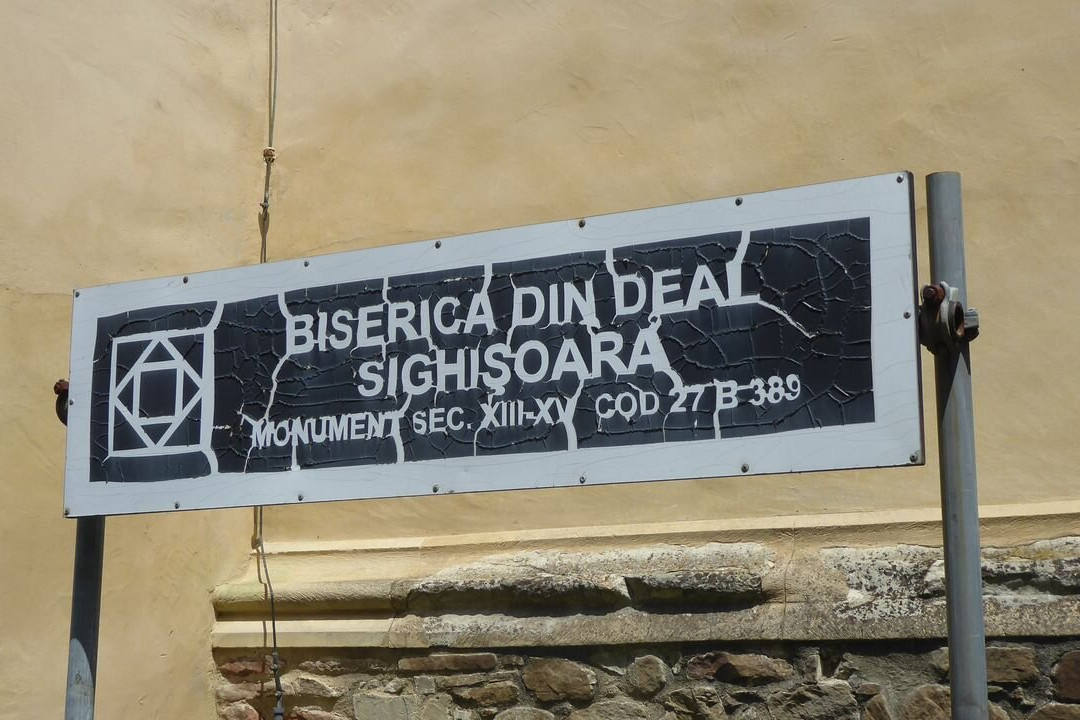 BISERICA DIN DEAL
SIGHIȘOARA
MONUMENT SEC. XIII-XV COD 27 B 389